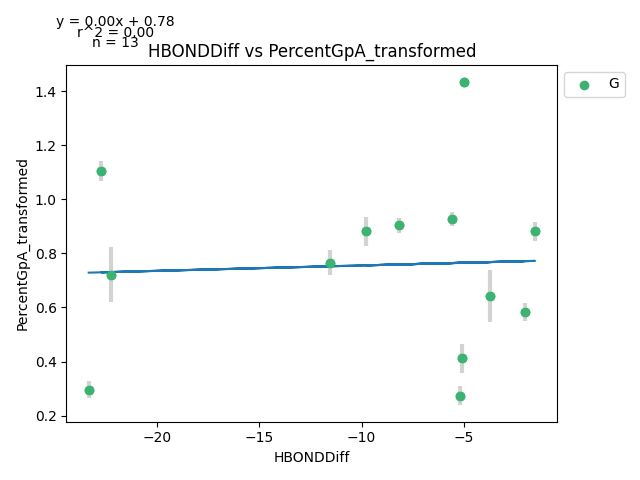 y = 0.00x + 0.78
r^2 = 0.00
n = 13
HBONDDiff vs PercentGpA_transformed
G
PercentGpA_transformed
1.4
1.2
1.0
0.8
0.6
0.4
0.2
−20
−15
−10
−5
HBONDDiff